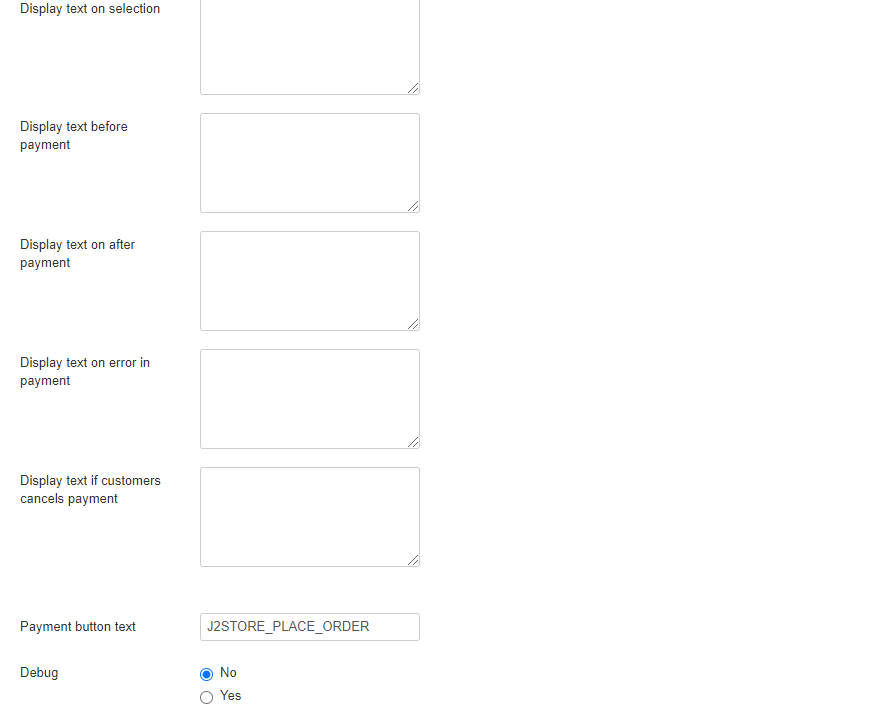 Display text on selection
Display text before
payment
Display text on after
payment
Display text on error in
payment
Display text if customers
cancels payment
Payment button text
J2STORE_PLACE_ORDER
Debug
No
Yes